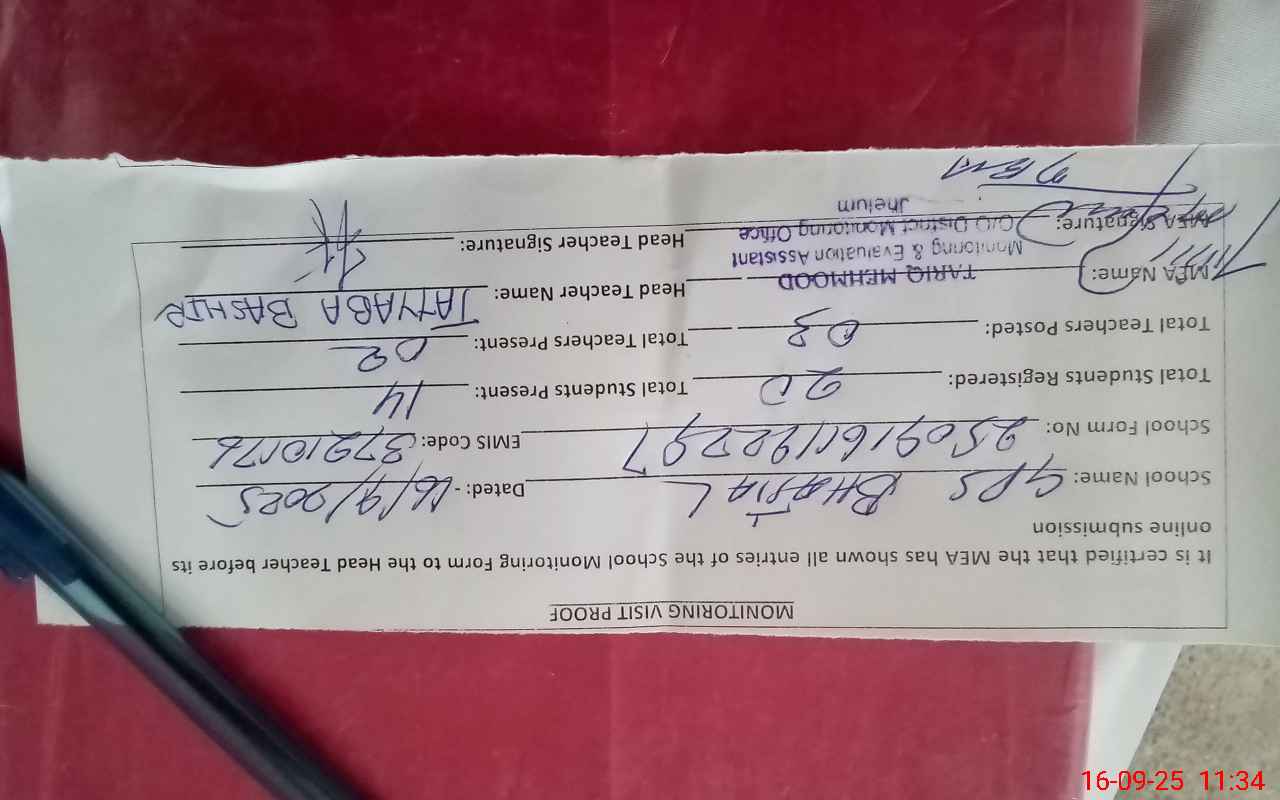 MONITORING VISIT PROOF
It is certified that the MEA has shown all entries of the School Monitoring Form to the Head Teacher before its
online submission
School Name: GPS BHATIA L Dated: - 16/9/2025
School Form No: EMIS Code: 37210176
Total Students Registered: 20 Total Students Present: 14
Total Teachers Posted: 03 Total Teachers Present: 02
MEA Name: TARIQ MEHMOOD Head Teacher Name: TAYYABA BASHIR
Monitoring & Evaluation Assistant
MEA Signature: O/O District Monitoring Office Head Teacher Signature:
Jhelum
16-09-25 11:34